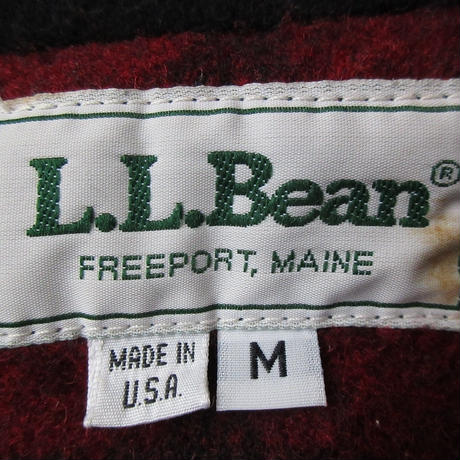 L.L.Bean®
FREEPORT, MAINE
MADE IN
U.S.A.
M